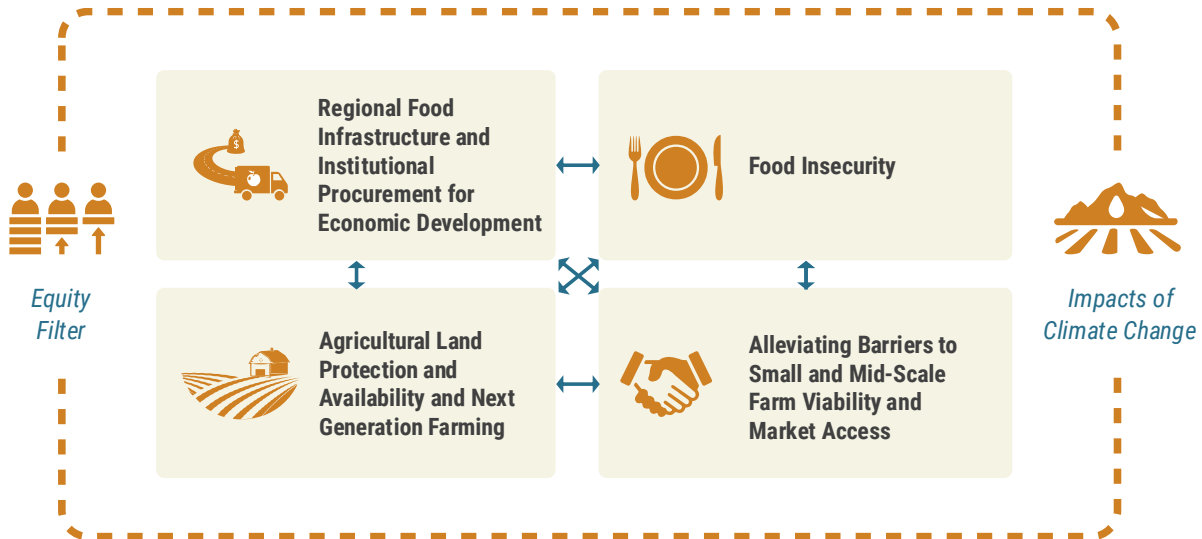 Regional Food
Infrastructure and
Institutional
Procurement for
Economic Development
$
Food Insecurity
Equity
Filter
Impacts of
Climate Change
Agricultural Land
Protection and
Availability and Next
Generation Farming
Alleviating Barriers to
Small and Mid-Scale
Farm Viability and
Market Access